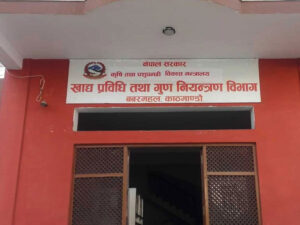 नेपाल सरकार
कृषि तथा पशुपन्छी विकास मन्त्रालय
खाद्य प्रविधि तथा गुण नियन्त्रण विभाग
बबरमहल, काठमाण्डौ